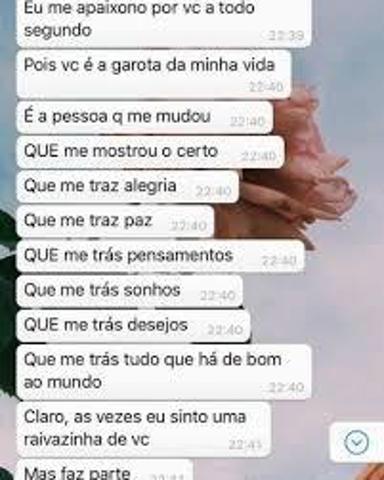 Eu me apaixono por vc a todo
segundo 22:39
Pois vc é a garota da minha vida
22:40
É a pessoa q me mudou 22:40
QUE me mostrou o certo 22:40
Que me traz alegria 22:40
Que me traz paz 22:40
QUE me trás pensamentos 22:40
Que me trás sonhos 22:40
QUE me trás desejos 22:40
Que me trás tudo que há de bom
ao mundo 22:40
Claro, as vezes eu sinto uma
raivazinha de vc 22:41
Mas faz parte 22:41